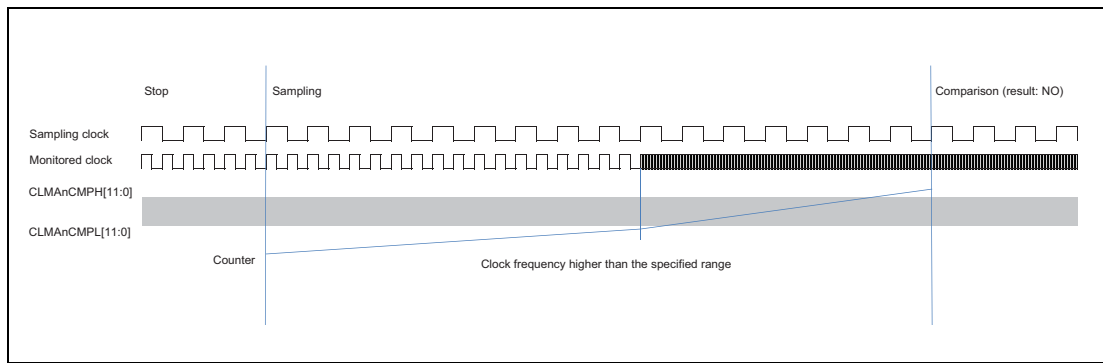 Stop
Sampling
Comparison (result: NO)
Sampling clock
Monitored clock
CLMAnCMPH[11:0]
CLMAnCMPL[11:0]
Counter
Clock frequency higher than the specified range